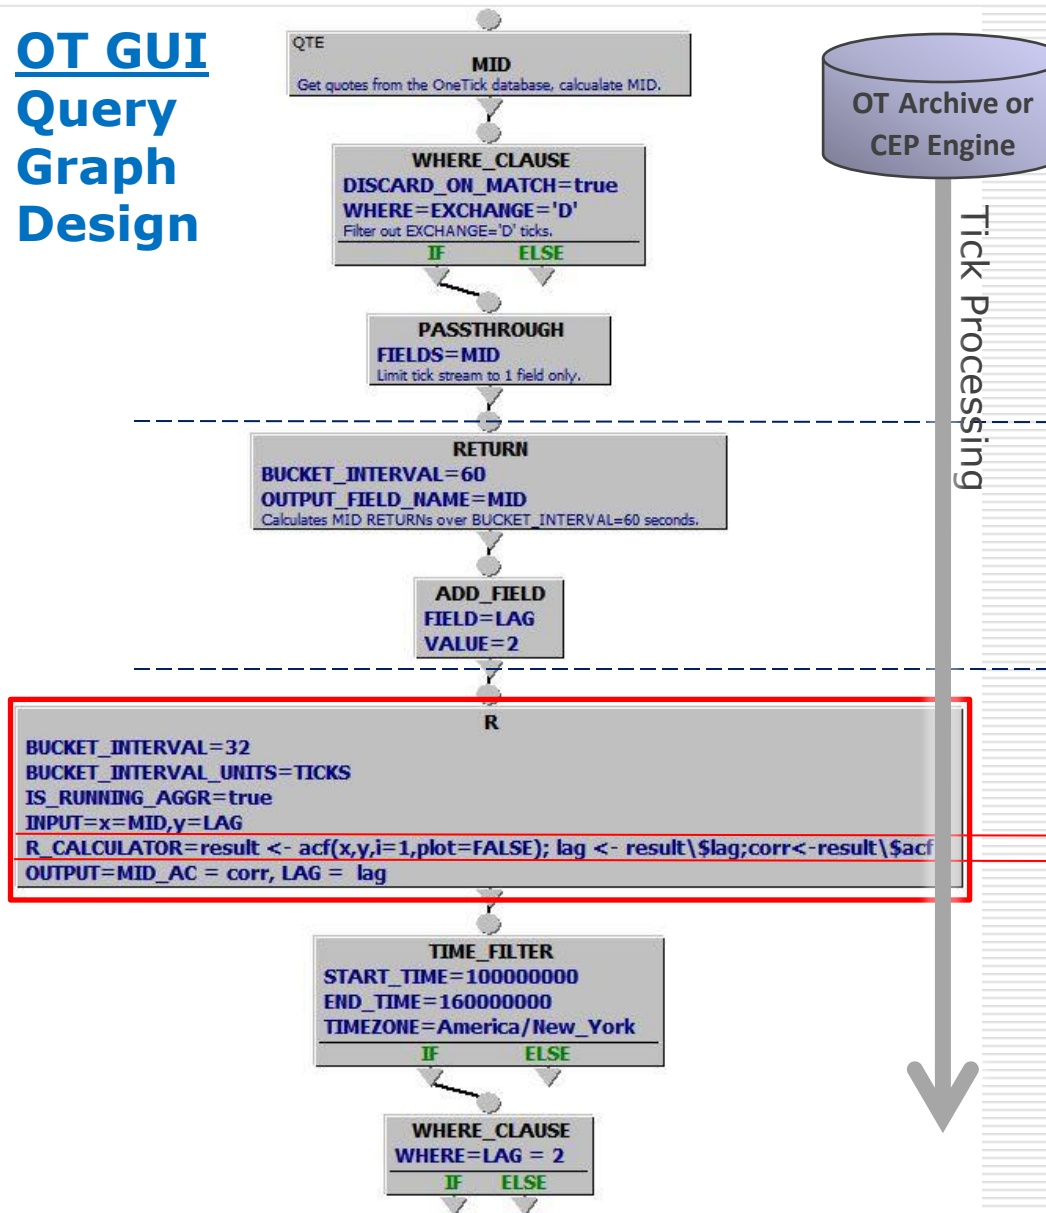 OT GUI
Query
Graph
Design
QTE
MID
Get quotes from the OneTick database, calcualate MID.
WHERE_CLAUSE
DISCARD_ON_MATCH=true
WHERE=EXCHANGE='D'
Filter out EXCHANGE='D' ticks.
IF ELSE
PASSTHROUGH
FIELDS=MID
Limit tick stream to 1 field only.
RETURN
BUCKET_INTERVAL=60
OUTPUT_FIELD_NAME=MID
Calculates MID RETURNs over BUCKET_INTERVAL=60 seconds.
ADD_FIELD
FIELD=LAG
VALUE=2
R
BUCKET_INTERVAL=32
BUCKET_INTERVAL_UNITS=TICKS
IS_RUNNING_AGGR=true
INPUT=x=MID,y=LAG
R_CALCULATOR=result <- acf(x,y,i=1,plot=FALSE); lag <- result\$lag;corr<-result\$acf
OUTPUT=MID_AC = corr, LAG = lag
TIME_FILTER
START_TIME=100000000
END_TIME=160000000
TIMEZONE=America/New_York
IF ELSE
WHERE_CLAUSE
WHERE=LAG = 2
IF ELSE
OT Archive or
CEP Engine
Tick Processing